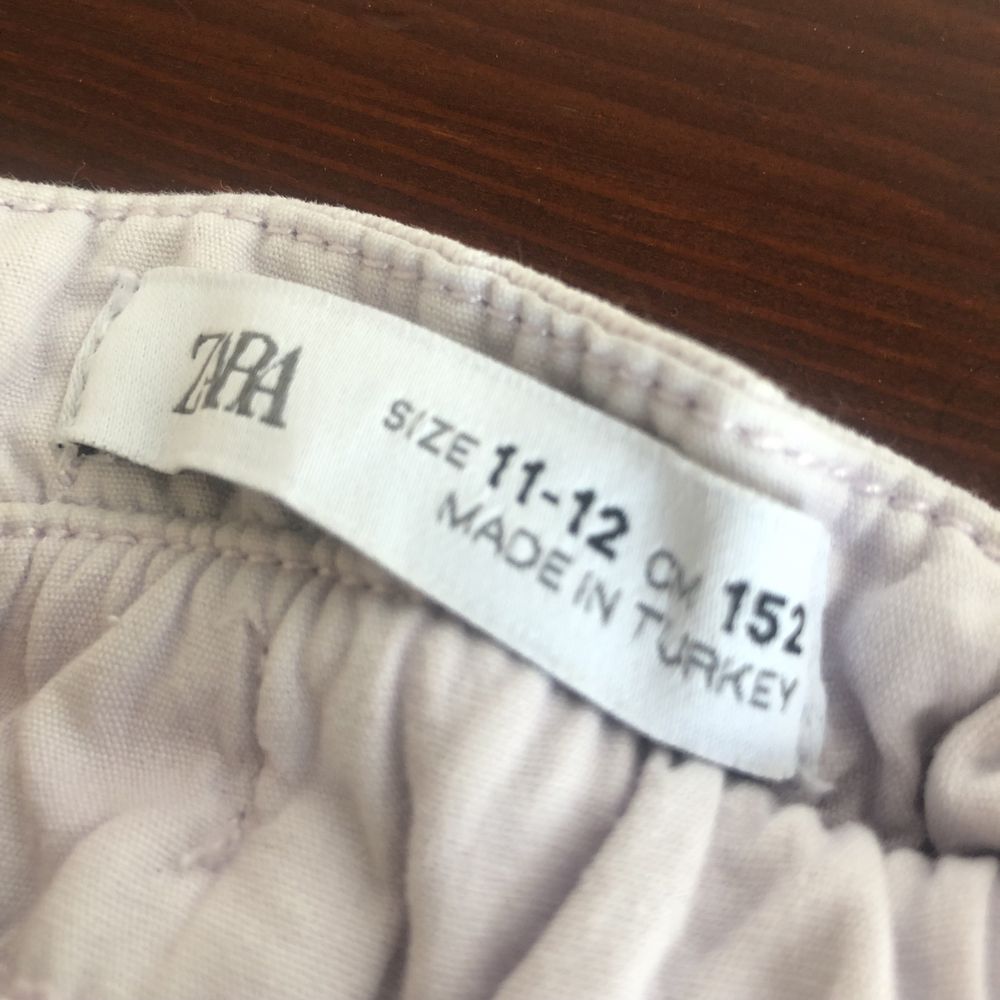 ZARA
SIZE 11-12 CM 152
MADE IN TURKEY